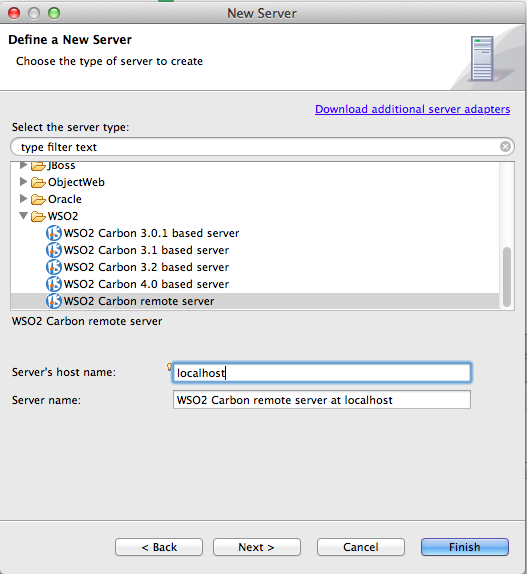 New Server
Define a New Server
Choose the type of server to create
Download additional server adapters
Select the server type:
type filter text
JBoss
ObjectWeb
Oracle
WSO2
WSO2 Carbon 3.0.1 based server
WSO2 Carbon 3.1 based server
WSO2 Carbon 3.2 based server
WSO2 Carbon 4.0 based server
WSO2 Carbon remote server
WSO2 Carbon remote server
Server's host name: localhost
Server name: WSO2 Carbon remote server at localhost
< Back Next > Cancel Finish